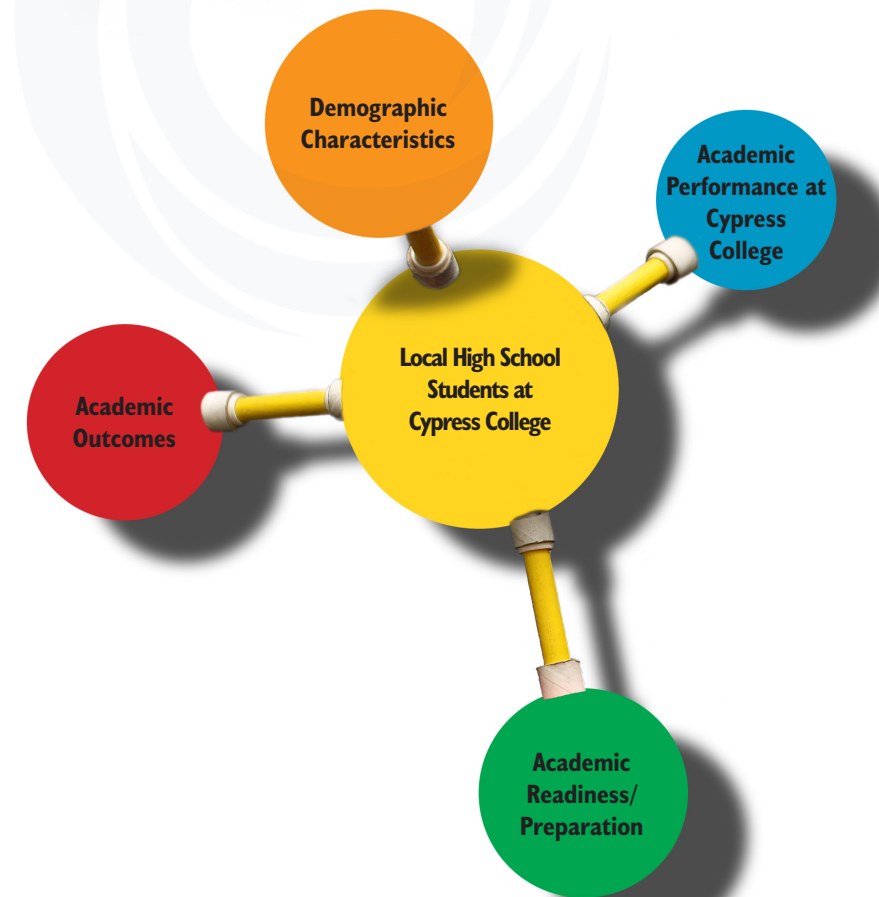 Demographic
Characteristics
Academic
Performance at
Cypress
College
Local High School
Students at
Cypress College
Academic
Outcomes
Academic
Readiness/
Preparation